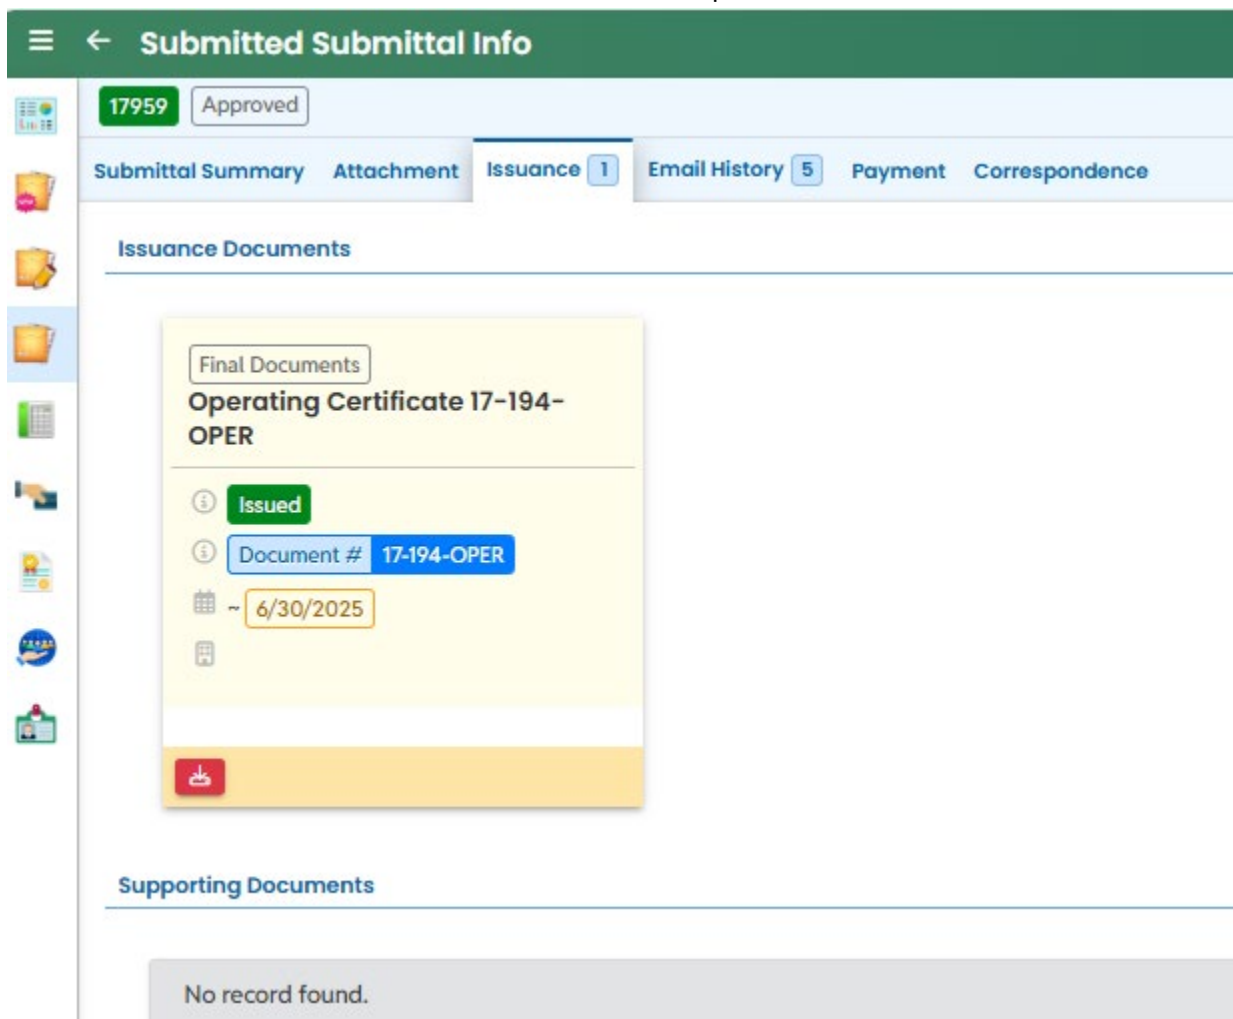 Submitted Submittal Info
17959 Approved
Submittal Summary Attachment Issuance 1 Email History 5 Payment Correspondence
Issuance Documents
Final Documents
Operating Certificate 17-194-
OPER
Issued
Document # 17-194-OPER
~ 6/30/2025
Supporting Documents
No record found.